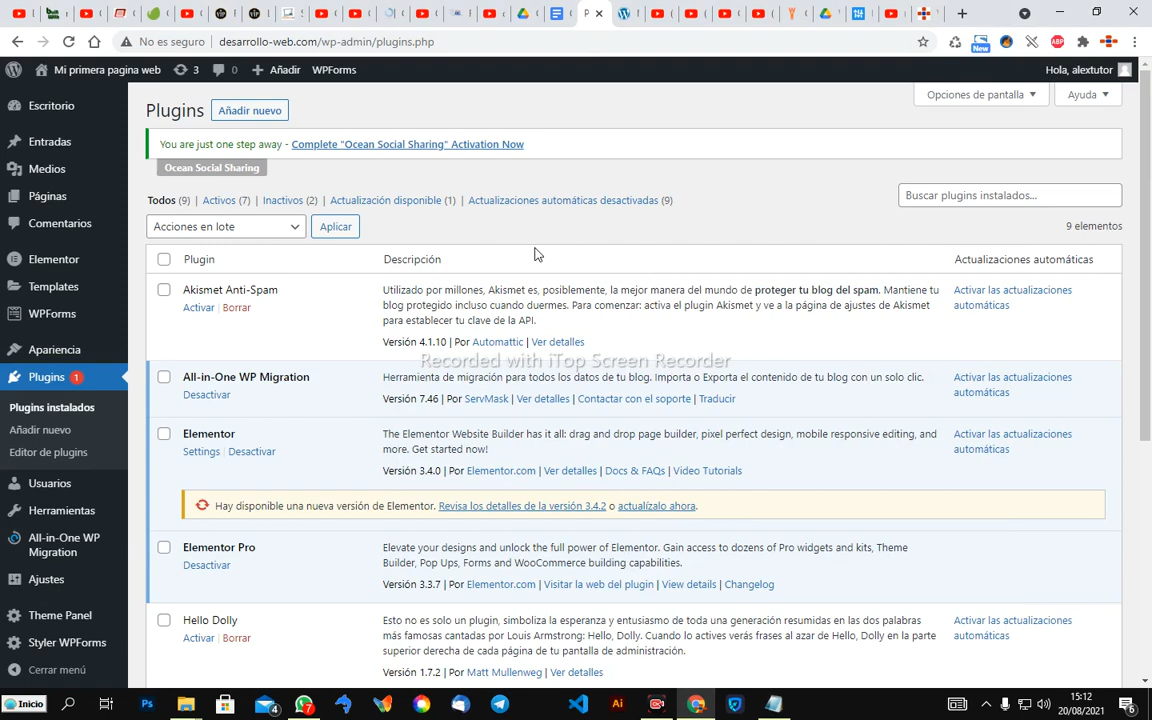 No es seguro
desarrollo-web.com/wp-admin/plugins.php
New
ABP
Mi primera pagina web
3
0
Añadir
WPForms
Hola, alextutor
Escritorio
Entradas
Medios
Páginas
Comentarios
Elementor
Templates
WPForms
Apariencia
Plugins 1
Plugins instalados
Añadir nuevo
Editor de plugins
Usuarios
Herramientas
All-in-One WP
Migration
Ajustes
Theme Panel
Styler WPForms
Cerrar menú
Opciones de pantalla
Ayuda
Plugins
Añadir nuevo
You are just one step away - Complete "Ocean Social Sharing" Activation Now
Ocean Social Sharing
Todos (9) | Activos (7) | Inactivos (2) | Actualización disponible (1) | Actualizaciones automáticas desactivadas (9)
Buscar plugins instalados...
Acciones en lote
Aplicar
9 elementos
Plugin
Descripción
Actualizaciones automáticas
Akismet Anti-Spam
Activar | Borrar
Utilizado por millones, Akismet es, posiblemente, la mejor manera del mundo de proteger tu blog del spam. Mantiene tu
blog protegido incluso cuando duermes. Para comenzar: activa el plugin Akismet y ve a la página de ajustes de Akismet
para establecer tu clave de la API.
Versión 4.1.10 | Por Automattic | Ver detalles
Activar las actualizaciones
automáticas
Recorded with iTop Screen Recorder
All-in-One WP Migration
Desactivar
Herramienta de migración para todos los datos de tu blog. Importa o Exporta el contenido de tu blog con un solo clic.
Versión 7.46 | Por ServMask | Ver detalles | Contactar con el soporte | Traducir
Activar las actualizaciones
automáticas
Elementor
Settings | Desactivar
The Elementor Website Builder has it all: drag and drop page builder, pixel perfect design, mobile responsive editing, and
more. Get started now!
Versión 3.4.0 | Por Elementor.com | Ver detalles | Docs & FAQs | Video Tutorials
Activar las actualizaciones
automáticas
Hay disponible una nueva versión de Elementor. Revisa los detalles de la versión 3.4.2 o actualízalo ahora.
Elementor Pro
Desactivar
Elevate your designs and unlock the full power of Elementor. Gain access to dozens of Pro widgets and kits, Theme
Builder, Pop Ups, Forms and WooCommerce building capabilities.
Versión 3.3.7 | Por Elementor.com | Visitar la web del plugin | View details | Changelog
Hello Dolly
Activar | Borrar
Esto no es solo un plugin, simboliza la esperanza y entusiasmo de toda una generación resumidas en las dos palabras
más famosas cantadas por Louis Armstrong: Hello, Dolly. Cuando lo actives verás frases al azar de Hello, Dolly en la parte
superior derecha de cada página de tu pantalla de administración.
Versión 1.7.2 | Por Matt Mullenweg | Ver detalles
Activar las actualizaciones
automáticas
Inicio
Ps
4
7
Ai
15:12
20/08/2021
6